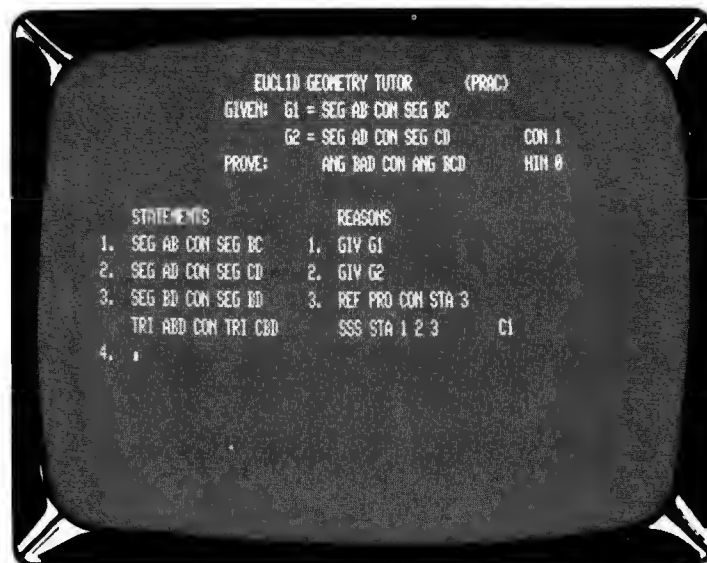 EUCLID GEOMETRY TUTOR (PRAC)
GIVEN: G1 = SEG AB CON SEG BC
G2 = SEG AD CON SEG CD CON 1
PROVE: ANG BAD CON ANG BCD HIN 0
STATEMENTS REASONS
1. SEG AB CON SEG BC 1. GIV G1
2. SEG AD CON SEG CD 2. GIV G2
3. SEG BD CON SEG BD 3. REF PRO CON STA 3
TRI ABD CON TRI CBD SSS STA 1 2 3 C1
4.